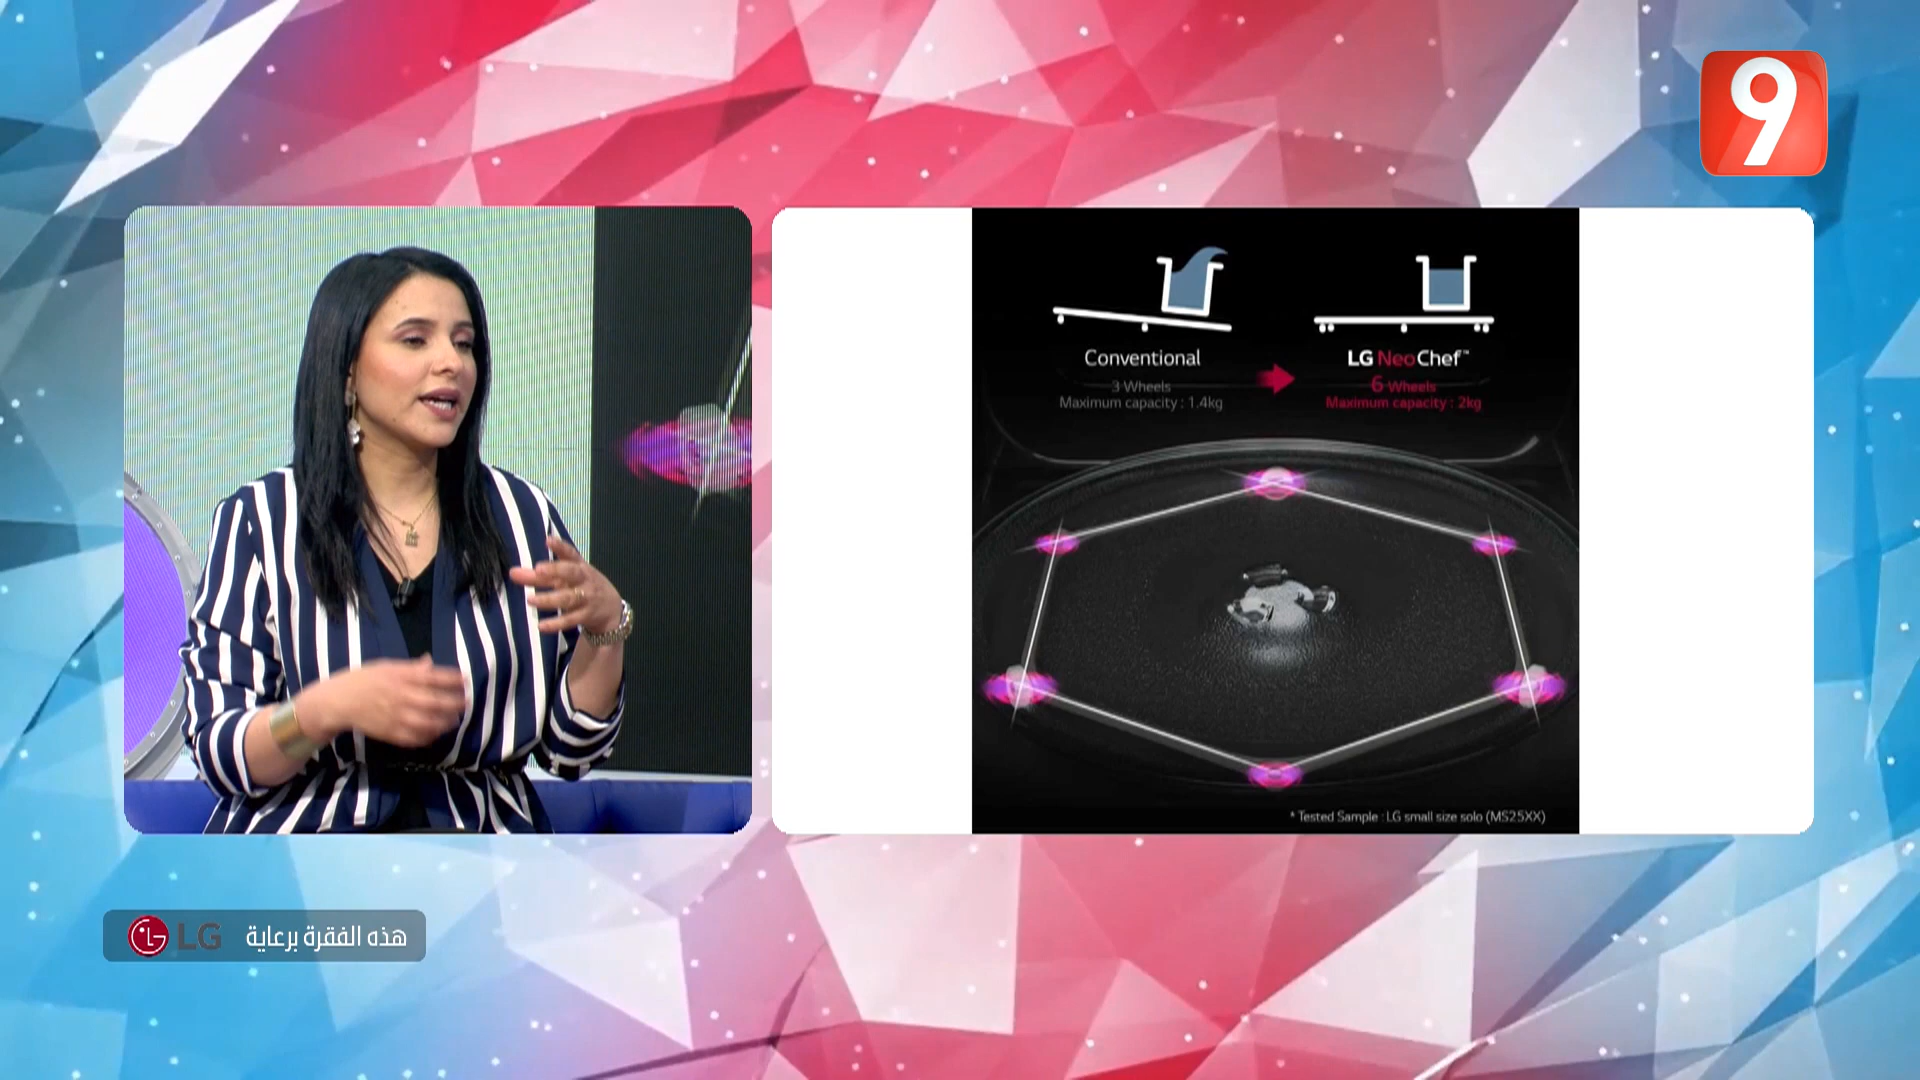 9
Conventional
3 Wheels
Maximum capacity : 1.4kg
LG NeoChef™
6 Wheels
Maximum capacity : 2kg
* Tested Sample : LG small size solo (MS25XX)
هذه الفقرة برعاية LG